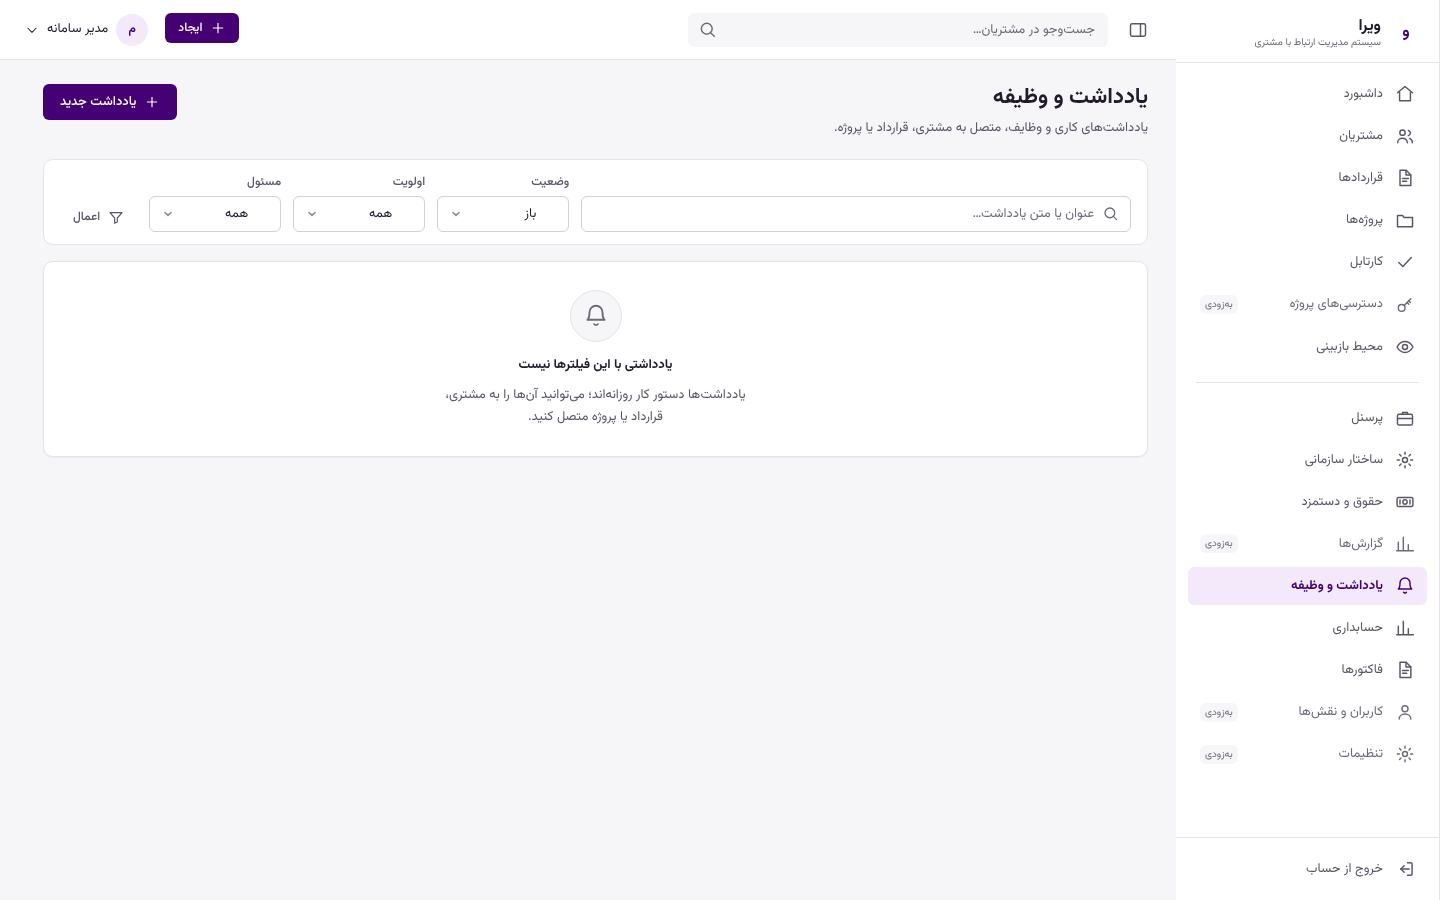 و
ویرا
سیستم مدیریت ارتباط با مشتری
داشبورد
مشتریان
قراردادها
پروژه‌ها
کارتابل
دسترسی‌های پروژه
به‌زودی
محیط بازبینی
پرسنل
ساختار سازمانی
حقوق و دستمزد
گزارش‌ها
به‌زودی
یادداشت و وظیفه
حسابداری
فاکتورها
کاربران و نقش‌ها
به‌زودی
تنظیمات
به‌زودی
خروج از حساب
جست‌وجو در مشتریان...
ایجاد
م
مدیر سامانه
یادداشت و وظیفه
یادداشت‌های کاری و وظایف، متصل به مشتری، قرارداد یا پروژه.
یادداشت جدید
عنوان یا متن یادداشت...
وضعیت
باز
اولویت
همه
مسئول
همه
اعمال
یادداشتی با این فیلترها نیست
یادداشت‌ها دستور کار روزانه‌اند؛ می‌توانید آن‌ها را به مشتری،
قرارداد یا پروژه متصل کنید.